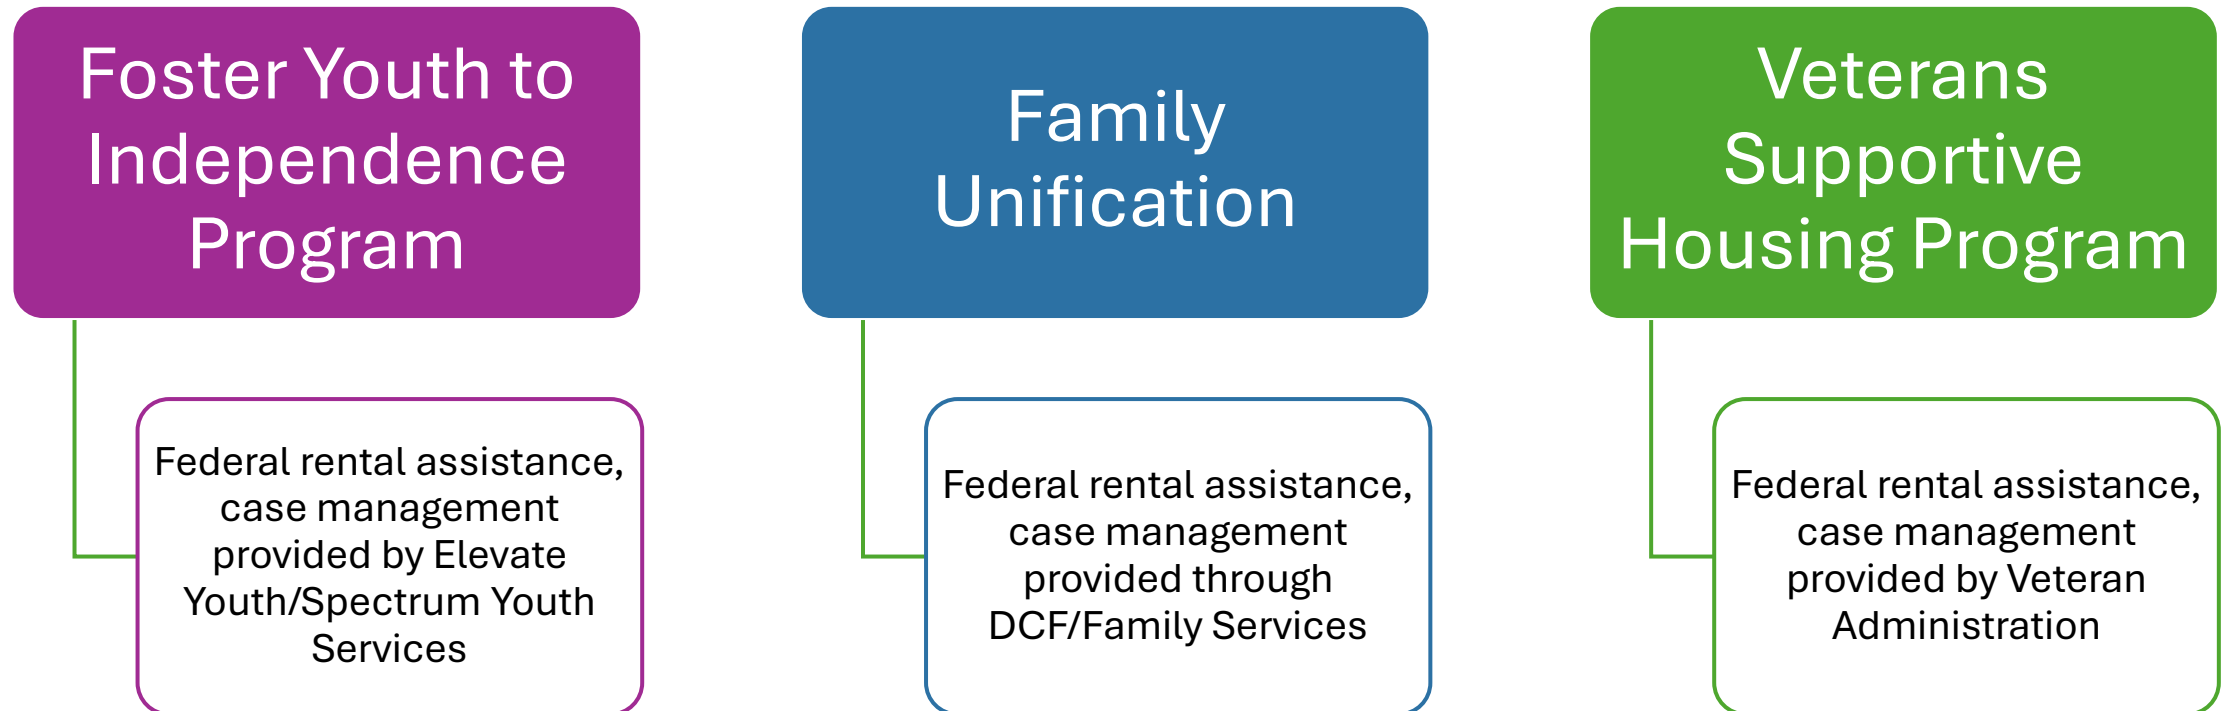 Foster Youth to
Independence
Program
Federal rental assistance,
case management
provided by Elevate
Youth/Spectrum Youth
Services
Family
Unification
Federal rental assistance,
case management
provided through
DCF/Family Services
Veterans
Supportive
Housing Program
Federal rental assistance,
case management
provided by Veteran
Administration